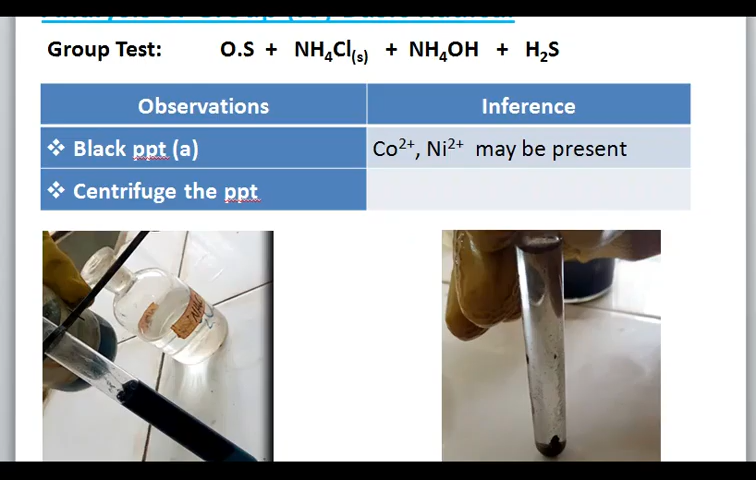 Group Test: O.S + NH₄Cl(s) + NH₄OH + H₂S
Observations Inference
❖ Black ppt (a) Co²⁺, Ni²⁺ may be present
❖ Centrifuge the ppt